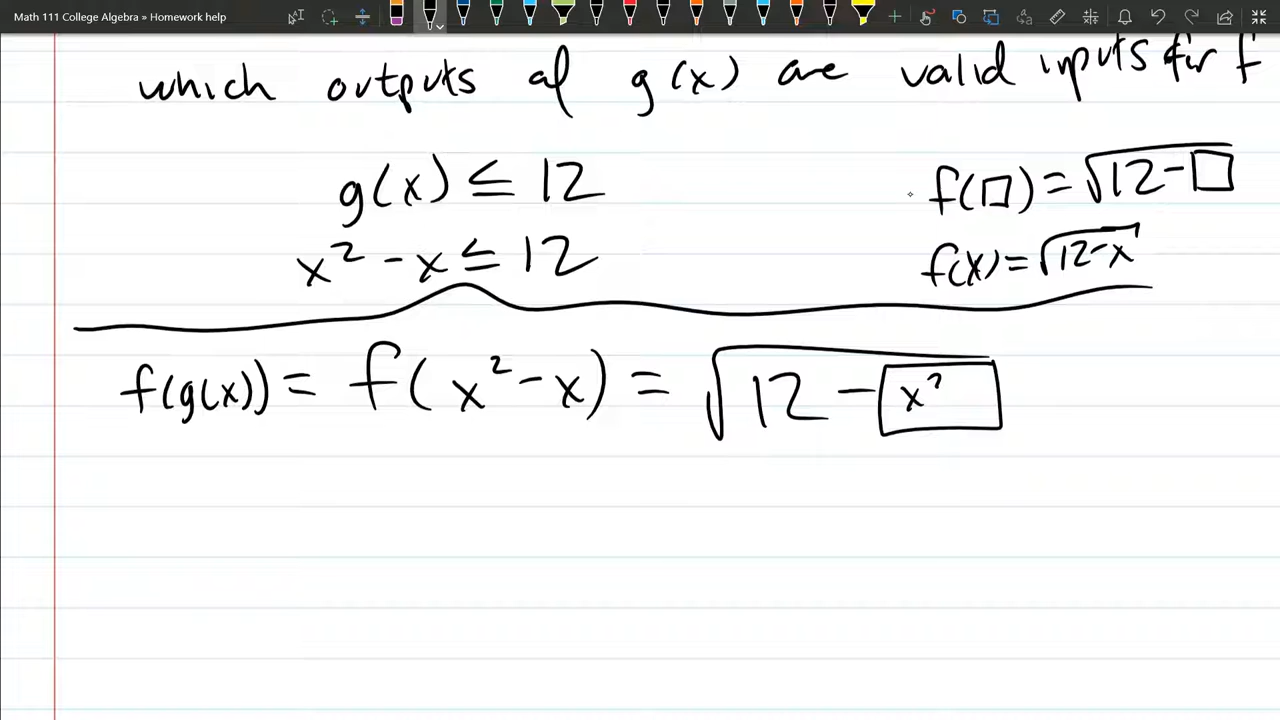 Math 111 College Algebra » Homework help
which outputs of g(x) are valid inputs for f
g(x) ≤ 12
f(□) = √12-□
x² - x ≤ 12
f(x) = √12-x
f(g(x)) = f(x² - x) = √12 - x²